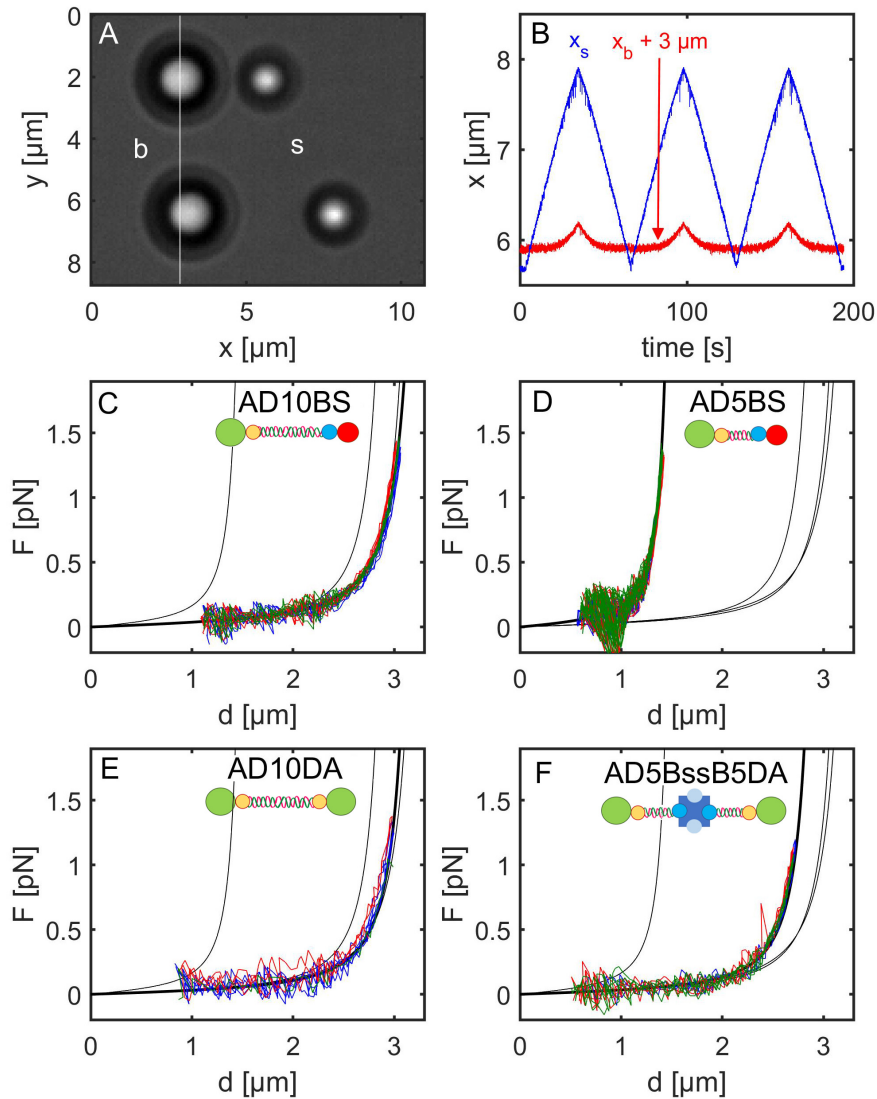 A
b
s
0
2
4
6
8
y [µm]
0
5
10
x [µm]
B
x_s
x_b + 3 µm
8
7
6
x [µm]
0
100
200
time [s]
C
AD10BS
1.5
1
0.5
0
F [pN]
0
1
2
3
d [µm]
D
AD5BS
1.5
1
0.5
0
F [pN]
0
1
2
3
d [µm]
E
AD10DA
1.5
1
0.5
0
F [pN]
0
1
2
3
d [µm]
F
AD5BssB5DA
1.5
1
0.5
0
F [pN]
0
1
2
3
d [µm]